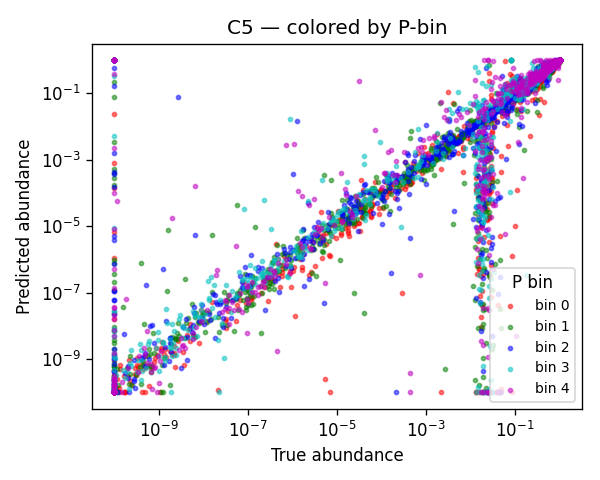 C5 — colored by P-bin
Predicted abundance
10⁻¹
10⁻³
10⁻⁵
10⁻⁷
10⁻⁹
P bin
bin 0
bin 1
bin 2
bin 3
bin 4
10⁻⁹ 10⁻⁷ 10⁻⁵ 10⁻³ 10⁻¹
True abundance